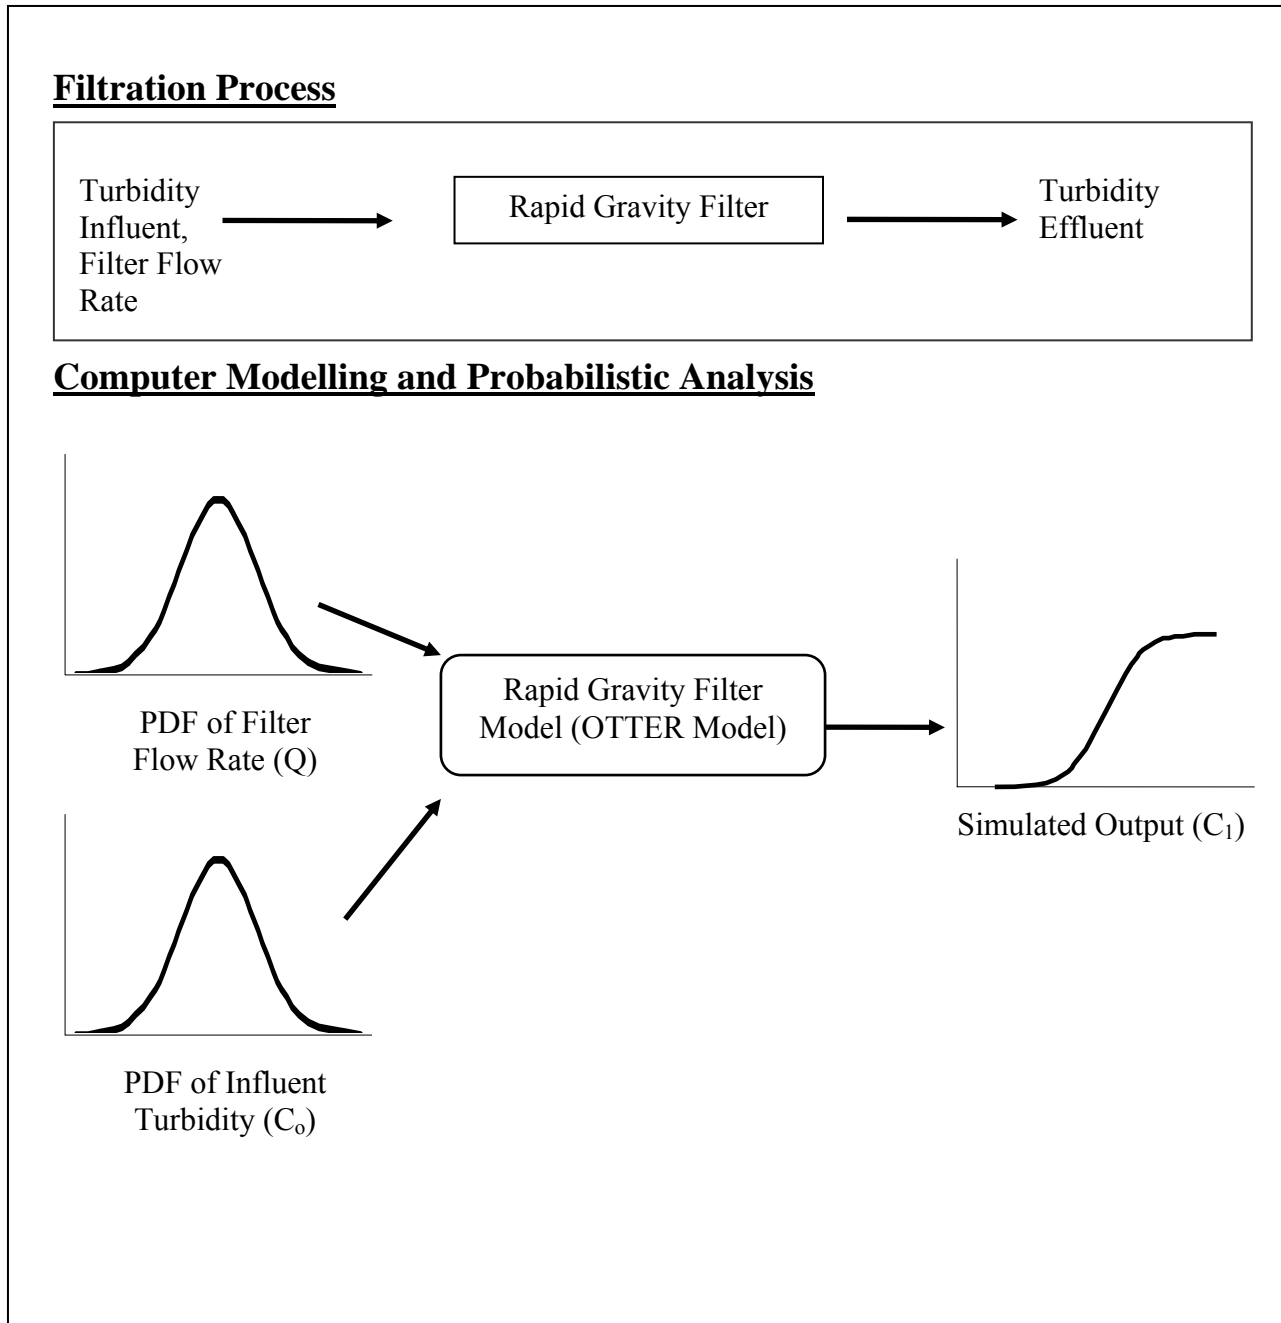 Filtration Process
Turbidity
Influent,
Filter Flow
Rate
Rapid Gravity Filter
Turbidity
Effluent
Computer Modelling and Probabilistic Analysis
PDF of Filter
Flow Rate (Q)
Rapid Gravity Filter
Model (OTTER Model)
Simulated Output (C₁)
PDF of Influent
Turbidity (Cₒ)